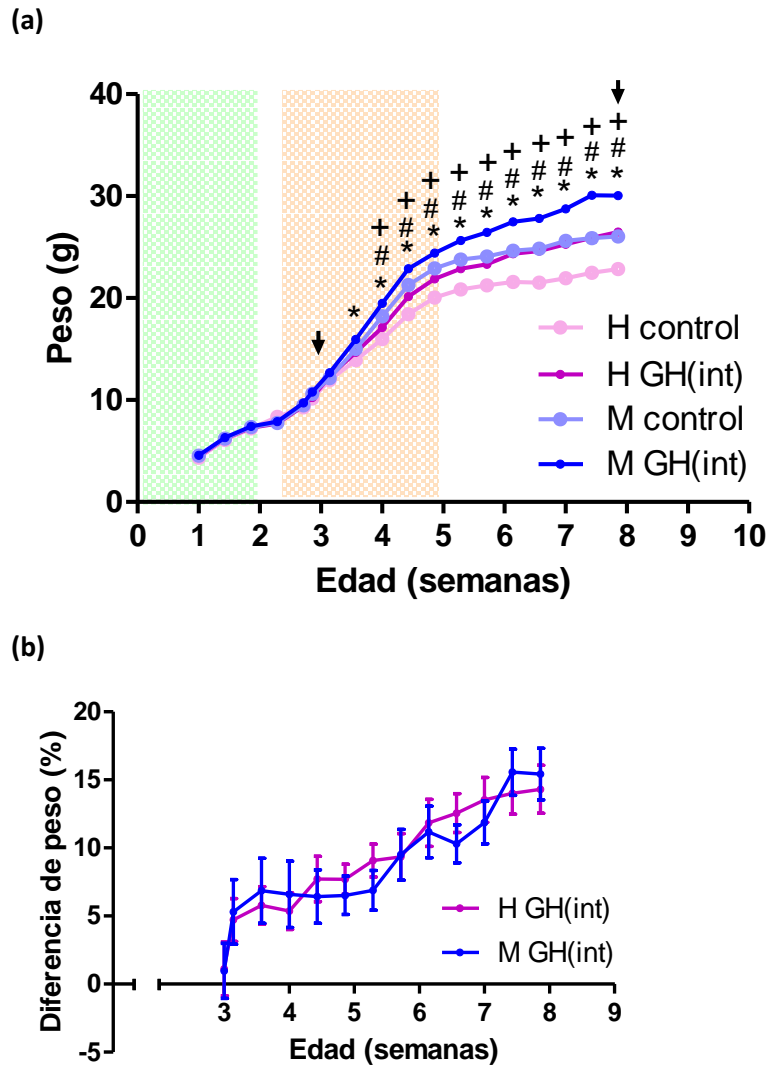 (a)
40
30
20
10
0
Peso (g)
+ + + + + + + + + +
# # # # # # # # # #
* * * * * * * * * * *
H control
H GH(int)
M control
M GH(int)
0 1 2 3 4 5 6 7 8 9 10
Edad (semanas)
(b)
20
15
10
5
0
-5
Diferencia de peso (%)
H GH(int)
M GH(int)
3 4 5 6 7 8 9
Edad (semanas)